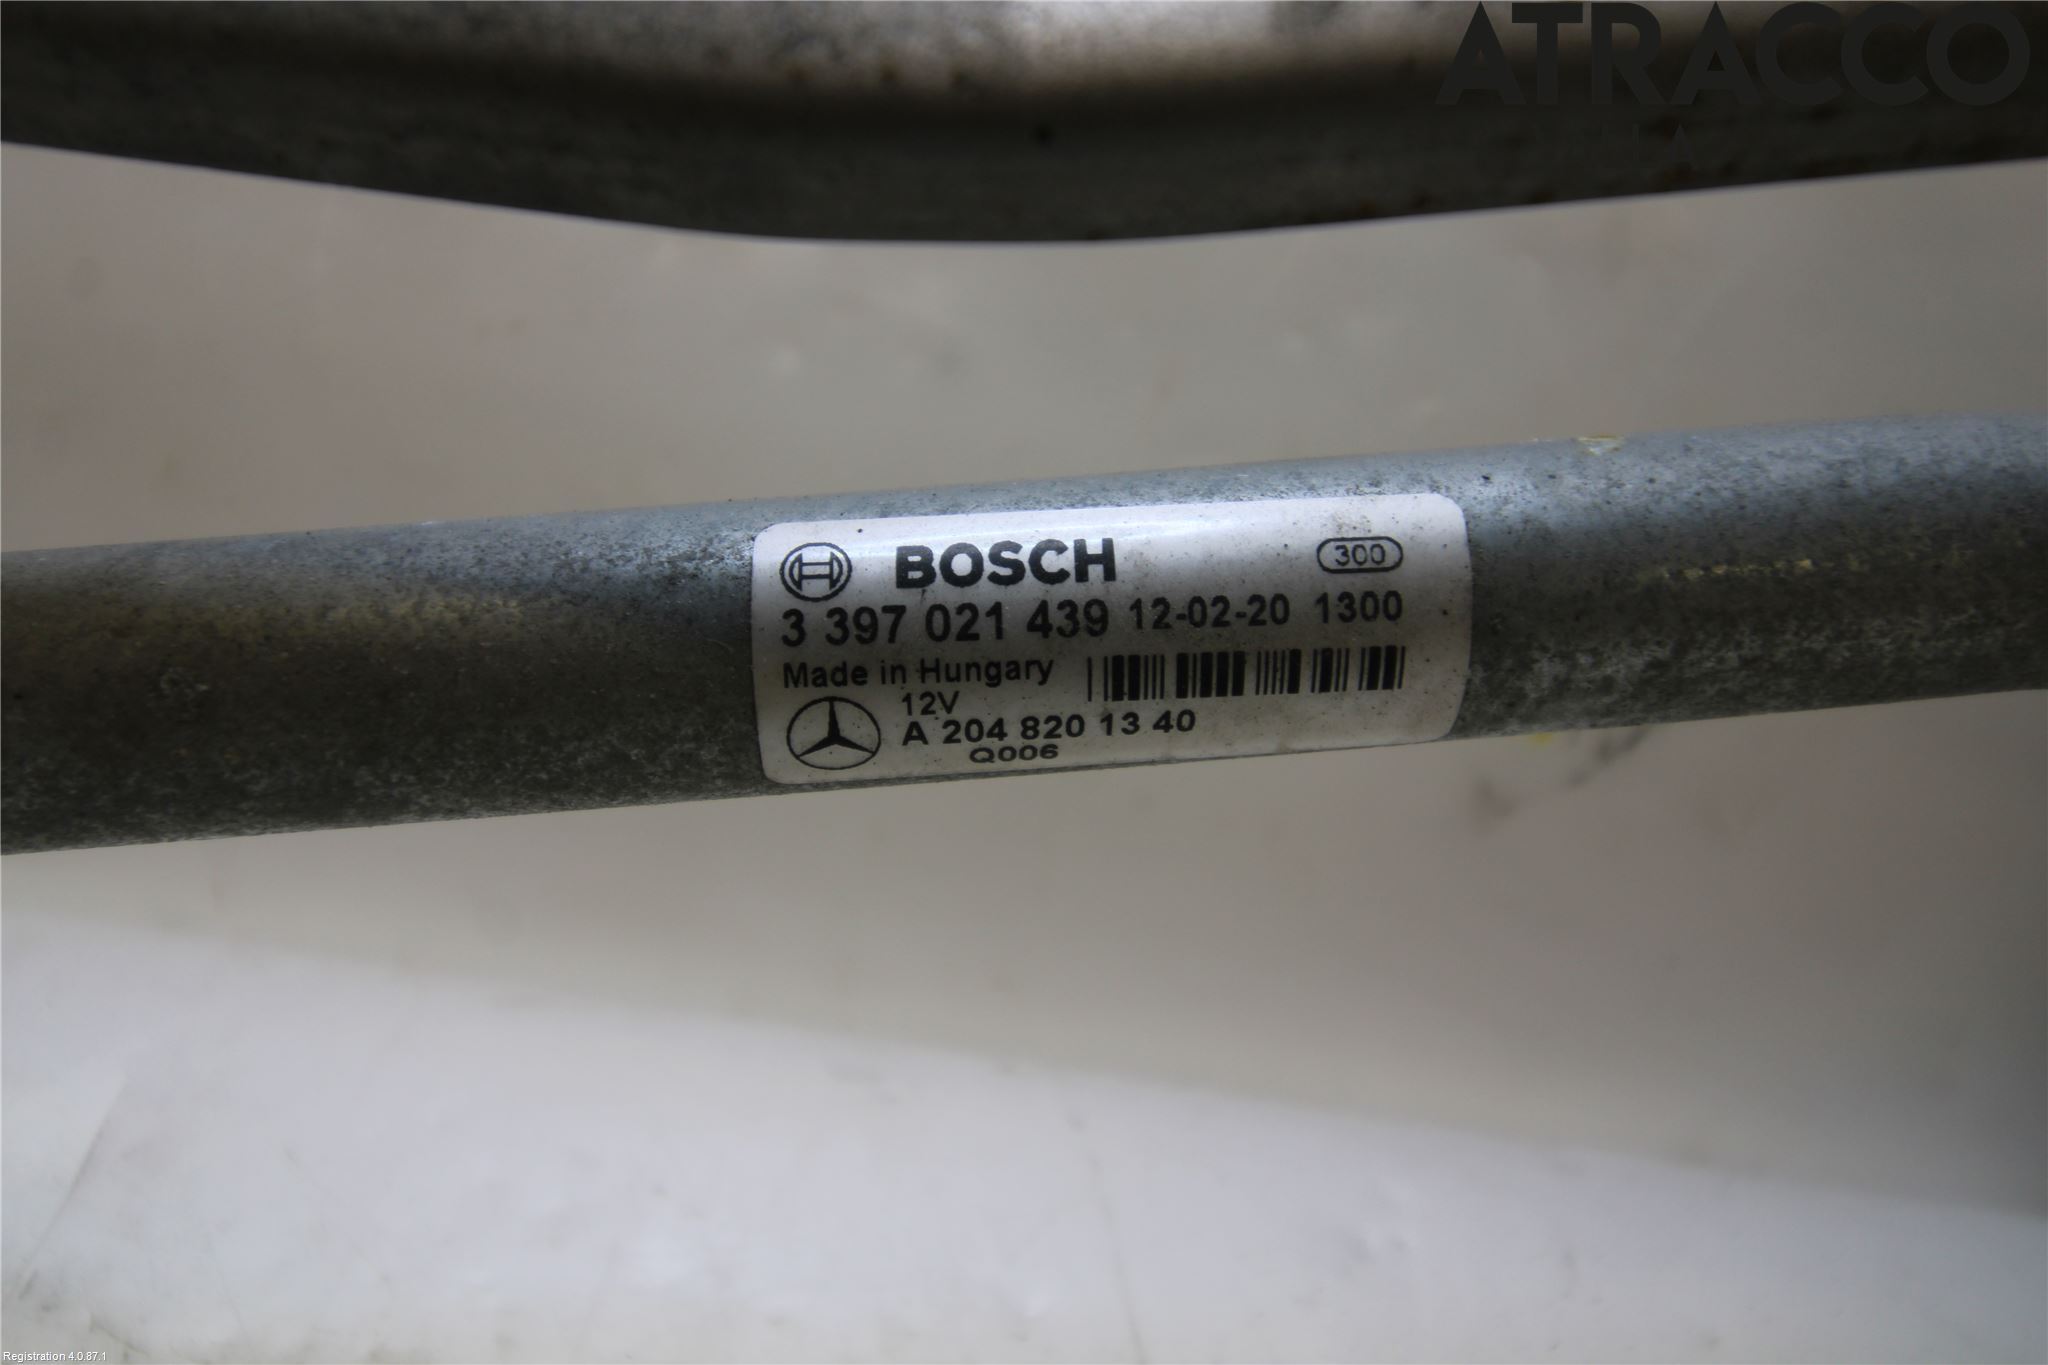 ATRACCO
BOSCH 300
3 397 021 439 12-02-20 1300
Made in Hungary
12V
A 204 820 13 40
Q006
Registration 4.0.87.1